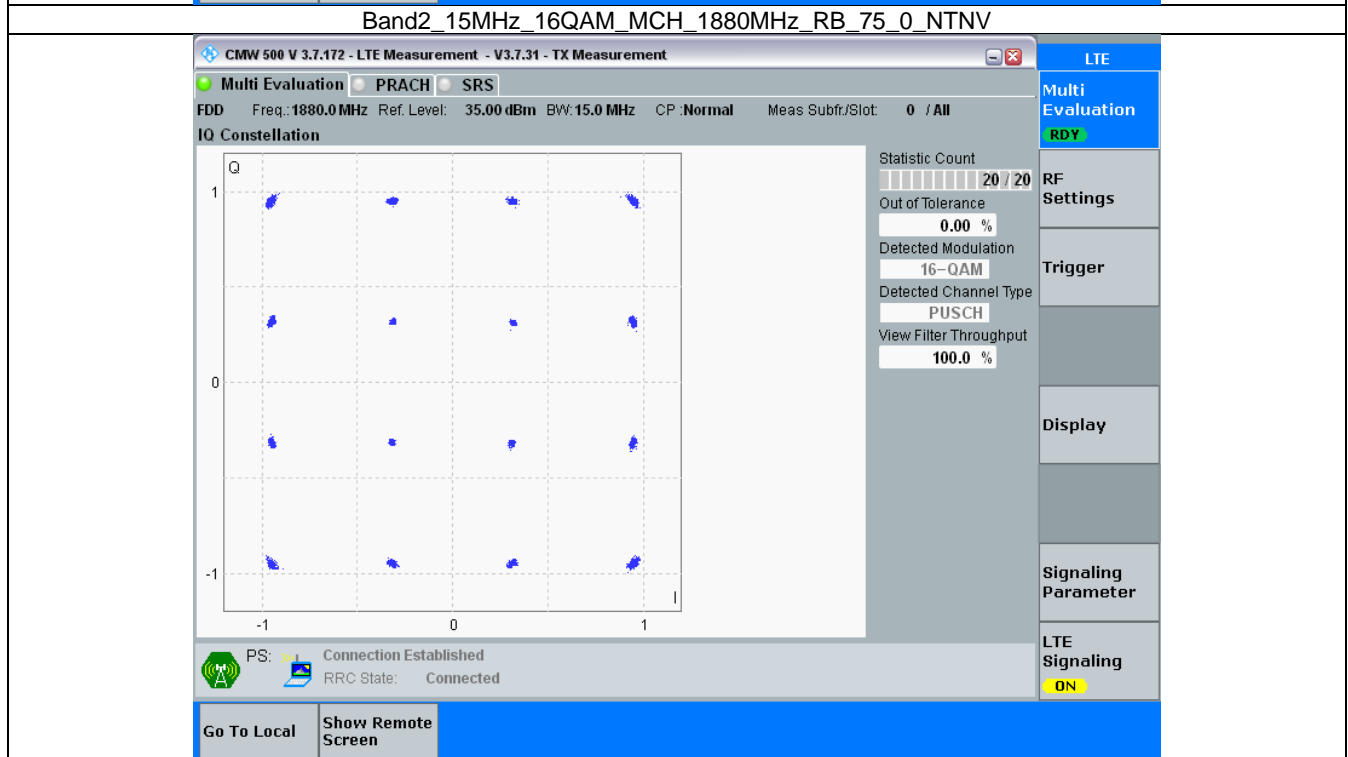 Band2_15MHz_16QAM_MCH_1880MHz_RB_75_0_NTNV
CMW 500 V 3.7.172 - LTE Measurement - V3.7.31 - TX Measurement
LTE
Multi Evaluation PRACH SRS
FDD Freq.: 1880.0 MHz Ref. Level: 35.00 dBm BW: 15.0 MHz CP : Normal Meas Subfr./Slot: 0 / All
IQ Constellation
Q
1
0
-1
-1 0 1
I
Statistic Count
20 / 20
Out of Tolerance
0.00 %
Detected Modulation
16-QAM
Detected Channel Type
PUSCH
View Filter Throughput
100.0 %
Multi
Evaluation
RDY
RF
Settings
Trigger
Display
Signaling
Parameter
LTE
Signaling
ON
PS: Connection Established
RRC State: Connected
Go To Local
Show Remote
Screen